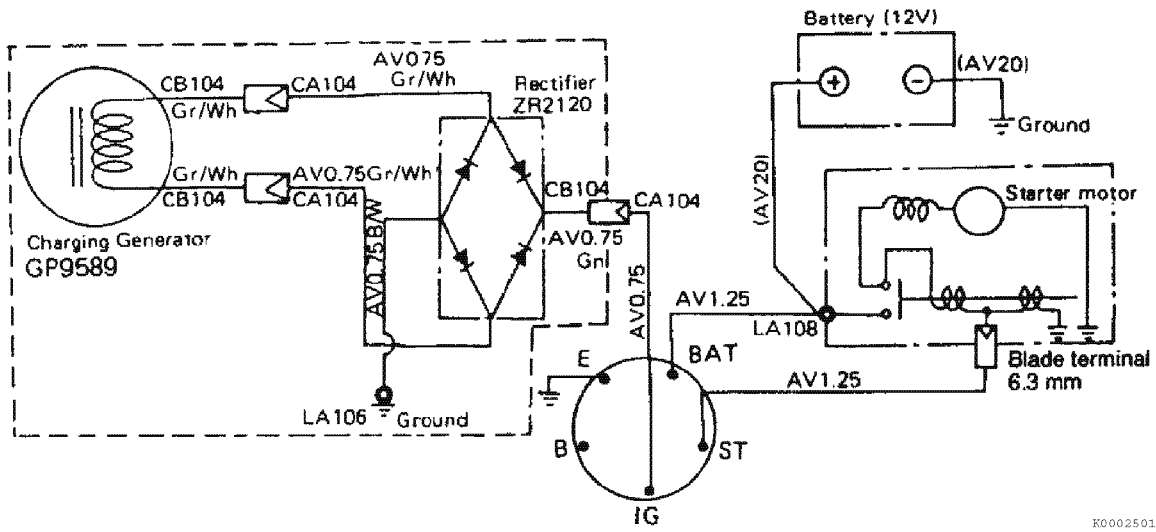 Battery (12V)
(AV20)
Ground
AV075
Gr/Wh
CB104
CA104
Gr/Wh
Rectifier
ZR2120
Gr/Wh
AV0.75Gr/Wh
CB104
CA104
Charging Generator
GP9589
AV0.75B/W
CB104
CA104
AV0.75
Gn
(AV20)
Starter motor
AV0.75
AV1.25
LA108
Blade terminal
6.3 mm
AV1.25
E
BAT
LA106
Ground
B
ST
IG
K0002501